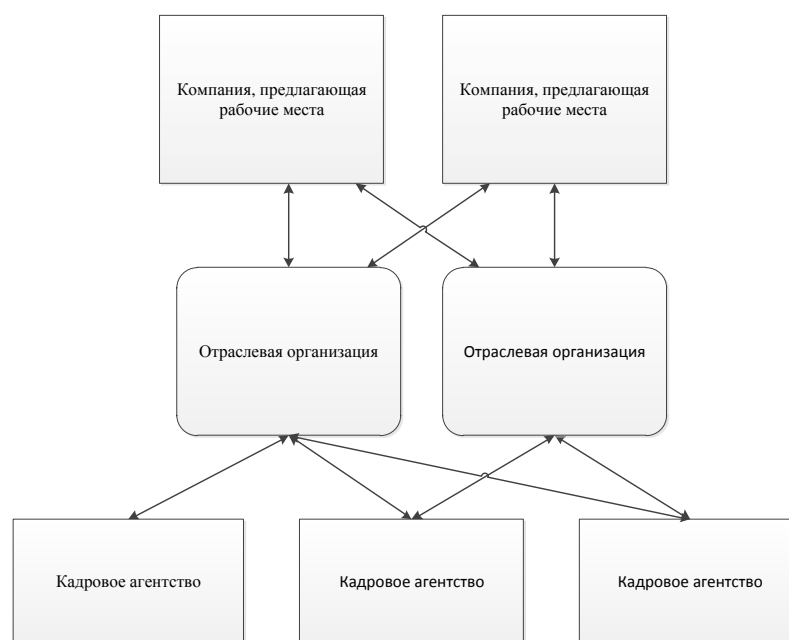 Компания, предлагающая
рабочие места
Компания, предлагающая
рабочие места
Отраслевая организация
Отраслевая организация
Кадровое агентство
Кадровое агентство
Кадровое агентство